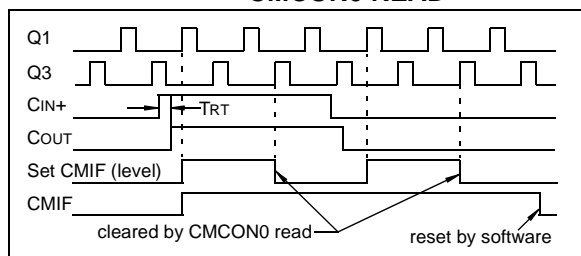 CMCON0 READ
Q1
Q3
CIN+
TRT
COUT
Set CMIF (level)
CMIF
cleared by CMCON0 read
reset by software